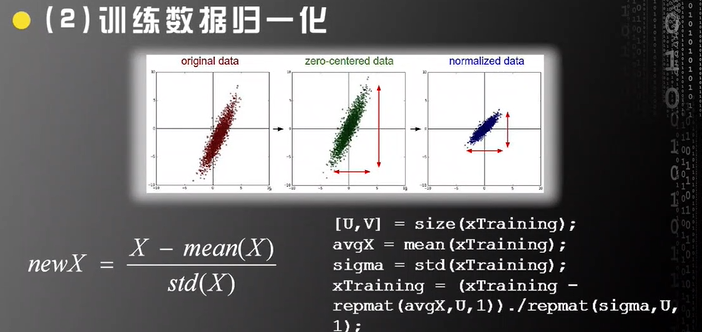 (2)训练数据归一化
original data
zero-centered data
normalized data
newX = X - mean(X) / std(X)
[U,V] = size(xTraining);
avgX = mean(xTraining);
sigma = std(xTraining);
xTraining = (xTraining -
repmat(avgX,U,1))./repmat(sigma,U,
1);